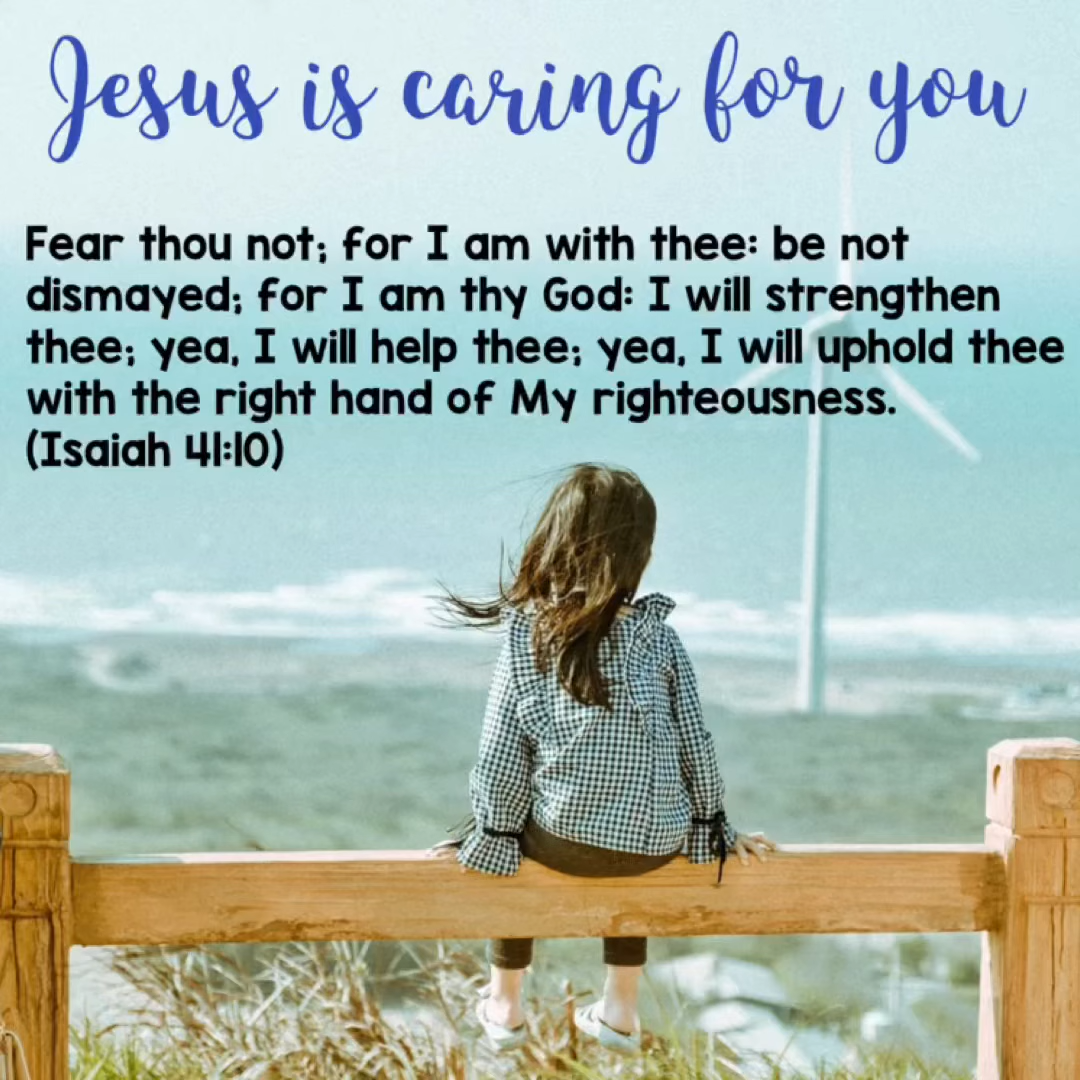 Jesus is caring for you
Fear thou not; for I am with thee: be not
dismayed; for I am thy God: I will strengthen
thee; yea, I will help thee; yea, I will uphold thee
with the right hand of My righteousness.
(Isaiah 41:10)